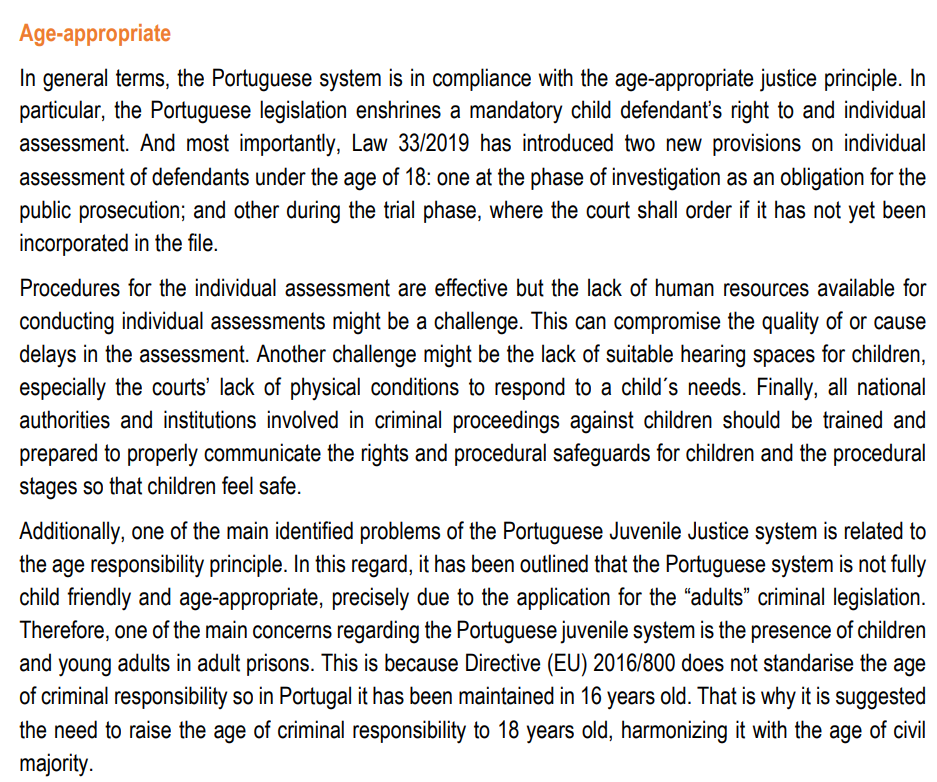 Age-appropriate
In general terms, the Portuguese system is in compliance with the age-appropriate justice principle. In
particular, the Portuguese legislation enshrines a mandatory child defendant’s right to and individual
assessment. And most importantly, Law 33/2019 has introduced two new provisions on individual
assessment of defendants under the age of 18: one at the phase of investigation as an obligation for the
public prosecution; and other during the trial phase, where the court shall order if it has not yet been
incorporated in the file.
Procedures for the individual assessment are effective but the lack of human resources available for
conducting individual assessments might be a challenge. This can compromise the quality of or cause
delays in the assessment. Another challenge might be the lack of suitable hearing spaces for children,
especially the courts’ lack of physical conditions to respond to a child´s needs. Finally, all national
authorities and institutions involved in criminal proceedings against children should be trained and
prepared to properly communicate the rights and procedural safeguards for children and the procedural
stages so that children feel safe.
Additionally, one of the main identified problems of the Portuguese Juvenile Justice system is related to
the age responsibility principle. In this regard, it has been outlined that the Portuguese system is not fully
child friendly and age-appropriate, precisely due to the application for the “adults” criminal legislation.
Therefore, one of the main concerns regarding the Portuguese juvenile system is the presence of children
and young adults in adult prisons. This is because Directive (EU) 2016/800 does not standarise the age
of criminal responsibility so in Portugal it has been maintained in 16 years old. That is why it is suggested
the need to raise the age of criminal responsibility to 18 years old, harmonizing it with the age of civil
majority.